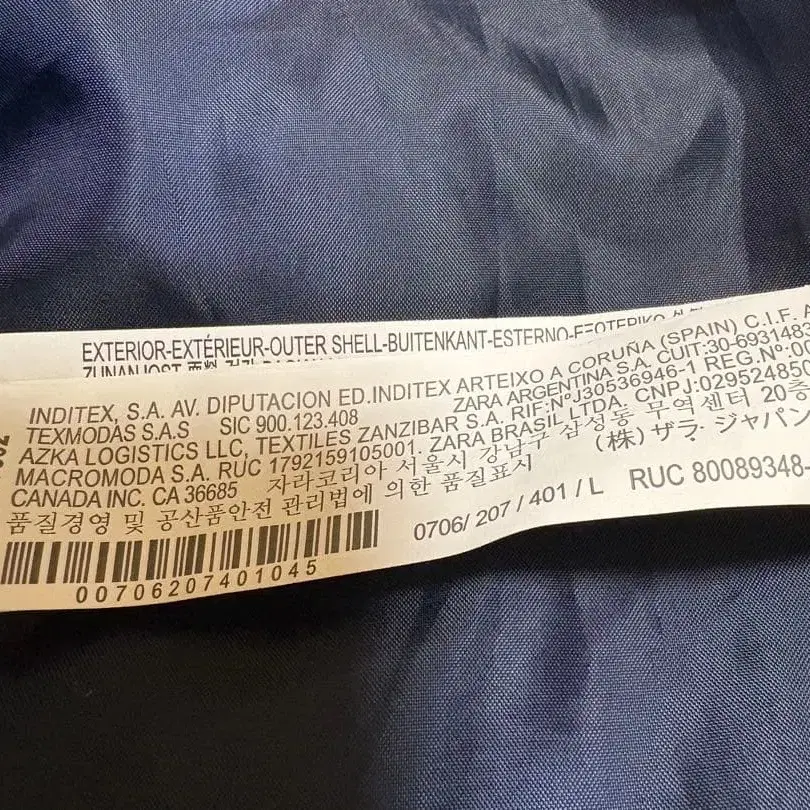 EXTERIOR-EXTÉRIEUR-OUTER SHELL-BUITENKANT-ESTERNO-ΕΞΩΤΕΡΙΚΟ
INDITEX, S.A. AV. DIPUTACION ED.INDITEX ARTEIXO A CORUÑA (SPAIN) C.I.F. A
TEXMODAS S.A.S SIC 900.123.408 ZARA ARGENTINA S.A. CUIT:30-6931485
AZKA LOGISTICS LLC, TEXTILES ZANZIBAR S.A. RIF:NºJ30536946-1 REG.Nº:00
MACROMODA S.A. RUC 1792159105001. ZARA BRASIL LTDA. CNPJ:029524850
CANADA INC. CA 36685 자라코리아 서울시 강남구 삼성동 무역센터 20층
품질경영 및 공산품안전 관리법에 의한 품질표시 (株)ザラ・ジャパン
0706/ 207 / 401 / L RUC 80089348-
00706207401045